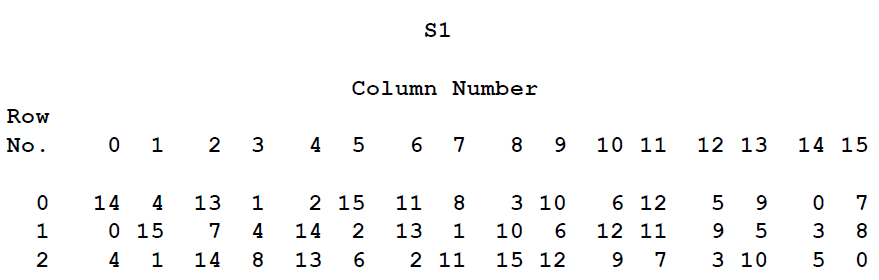 S1
Column Number
Row
No. 0 1 2 3 4 5 6 7 8 9 10 11 12 13 14 15
0 14 4 13 1 2 15 11 8 3 10 6 12 5 9 0 7
1 0 15 7 4 14 2 13 1 10 6 12 11 9 5 3 8
2 4 1 14 8 13 6 2 11 15 12 9 7 3 10 5 0